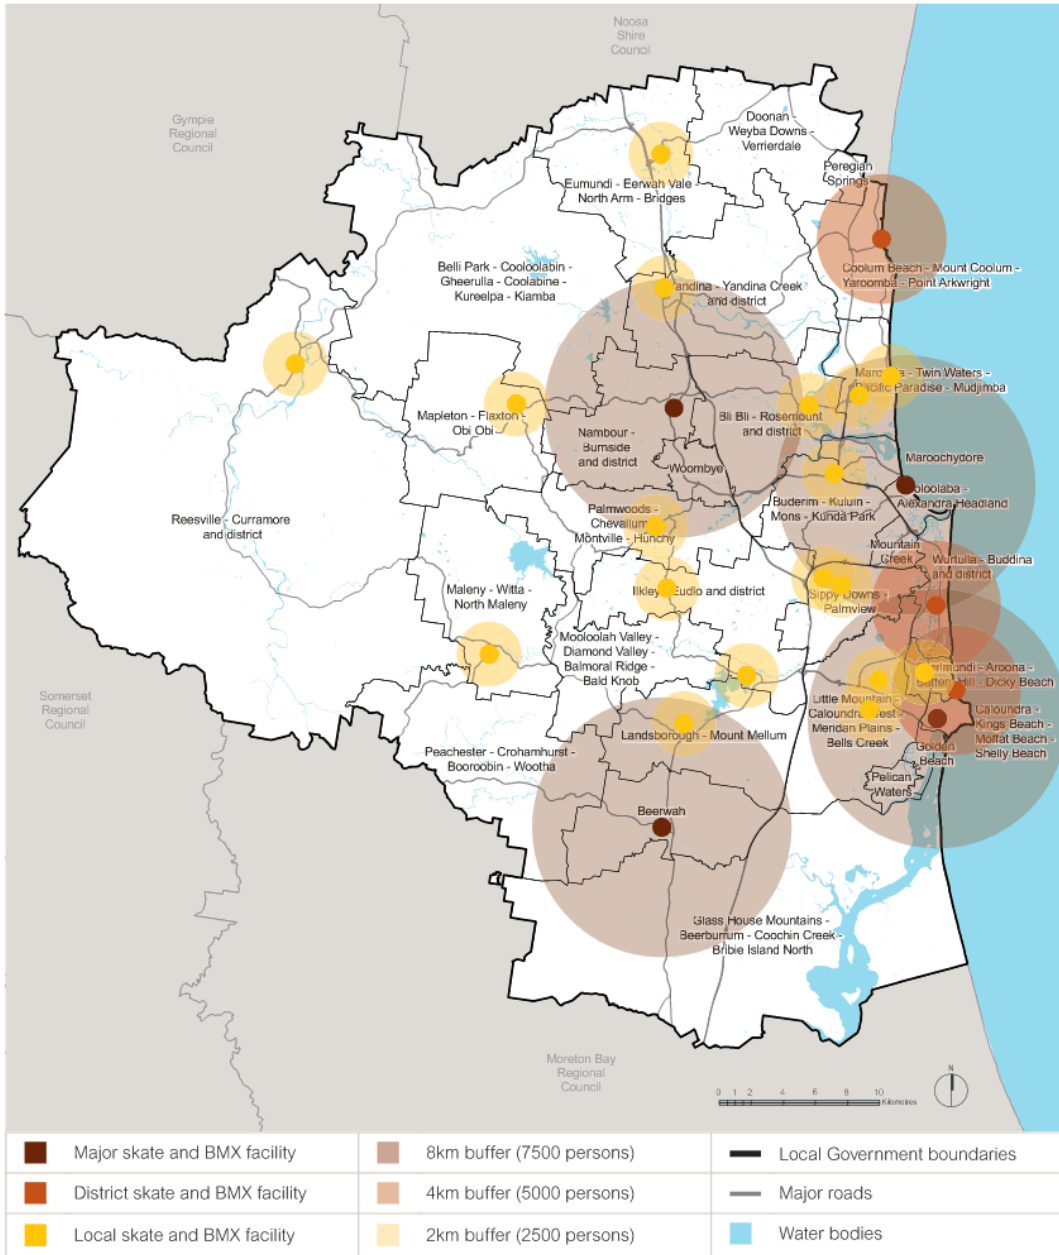 Noosa
Shire
Council
Gympie
Regional
Council
Doonan -
Weyba Downs -
Verrierdale
Peregian
Springs
Eumundi - Eerwah Vale -
North Arm - Bridges
Belli Park - Cooloolabin -
Gheerulla - Coolabine -
Kureelpa - Kiamba
Coolum Beach - Mount Coolum -
Yaroomba - Point Arkwright
Yandina - Yandina Creek
and district
Marcoola - Twin Waters -
Pacific Paradise - Mudjimba
Mapleton - Flaxton -
Obi Obi
Bli Bli - Rosemount
and district
Nambour -
Burnside
and district
Woombye
Maroochydore
Mooloolaba -
Alexandra Headland
Buderim - Kuluin -
Mons - Kunda Park
Reesville - Curramore
and district
Palmwoods -
Chevallum -
Montville - Hunchy
Mountain
Creek
Wurtulla - Buddina
and district
Maleny - Witta -
North Maleny
Ilkley - Eudlo and district
Sippy Downs -
Palmview
Mooloolah Valley -
Diamond Valley -
Balmoral Ridge -
Bald Knob
Currimundi - Aroona -
Battery Hill - Dicky Beach
Somerset
Regional
Council
Little Mountain -
Caloundra West -
Meridan Plains -
Bells Creek
Caloundra -
Kings Beach -
Moffat Beach -
Shelly Beach
Landsborough - Mount Mellum
Golden
Beach
Peachester - Crohamhurst -
Booroobin - Wootha
Pelican
Waters
Beerwah
Glass House Mountains -
Beerburrum - Coochin Creek -
Bribie Island North
Moreton Bay
Regional
Council
N
0 1 2 4 6 8 10
Kilometres
Major skate and BMX facility
8km buffer (7500 persons)
Local Government boundaries
District skate and BMX facility
4km buffer (5000 persons)
Major roads
Local skate and BMX facility
2km buffer (2500 persons)
Water bodies